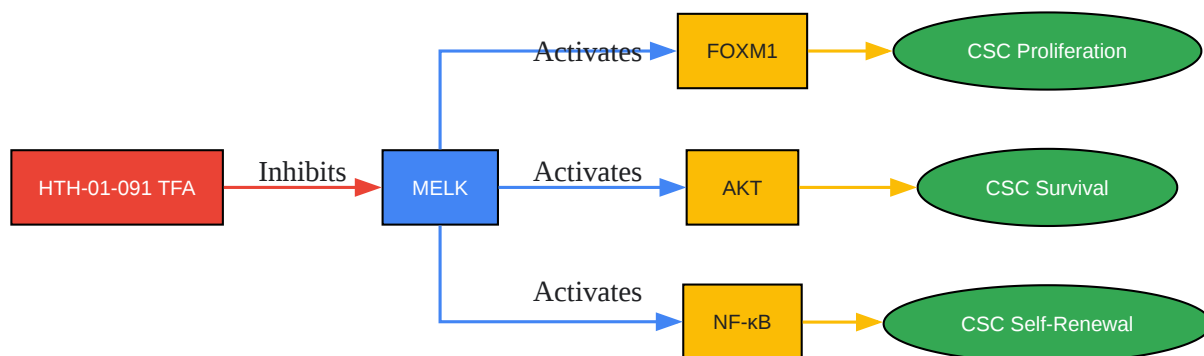 Activates
FOXM1
CSC Proliferation
HTH-01-091 TFA
Inhibits
MELK
Activates
AKT
CSC Survival
Activates
NF-κB
CSC Self-Renewal